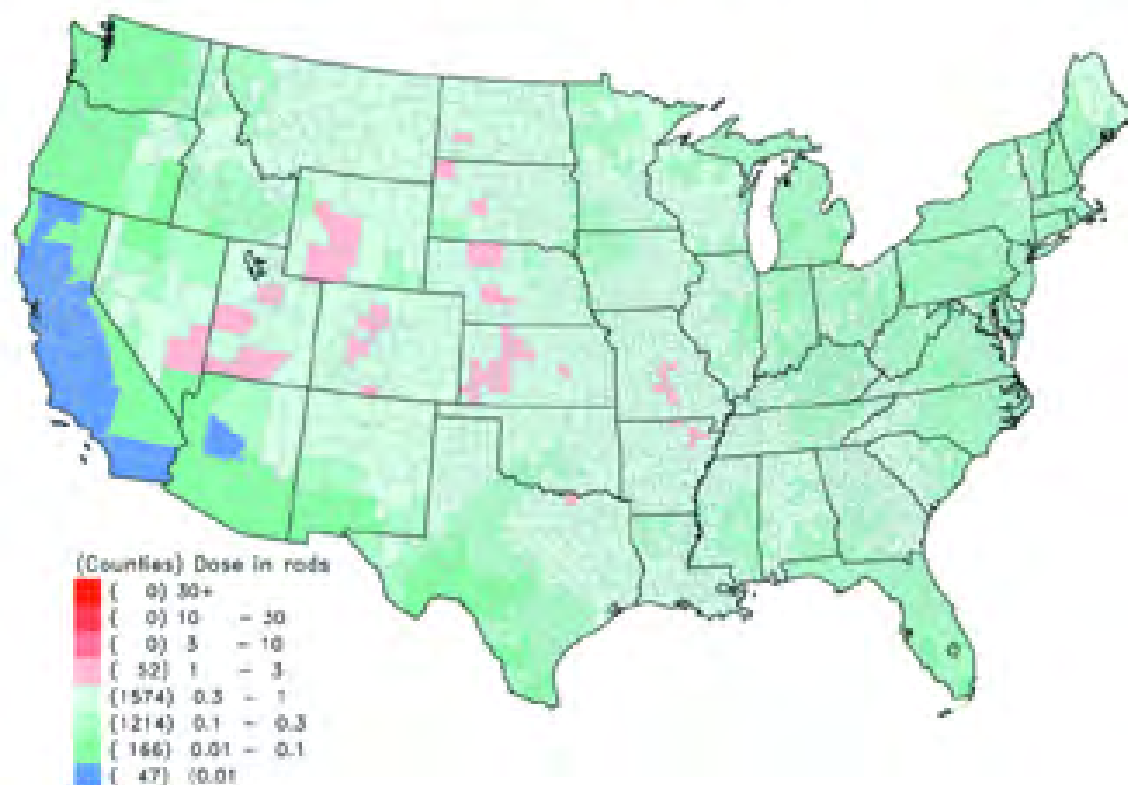 (Counties) Dose in rads
( 0) 30+
( 0) 10 - 30
( 0) 3 - 10
( 52) 1 - 3
(1574) 0.3 - 1
(1214) 0.1 - 0.3
( 166) 0.01 - 0.1
( 47) <0.01